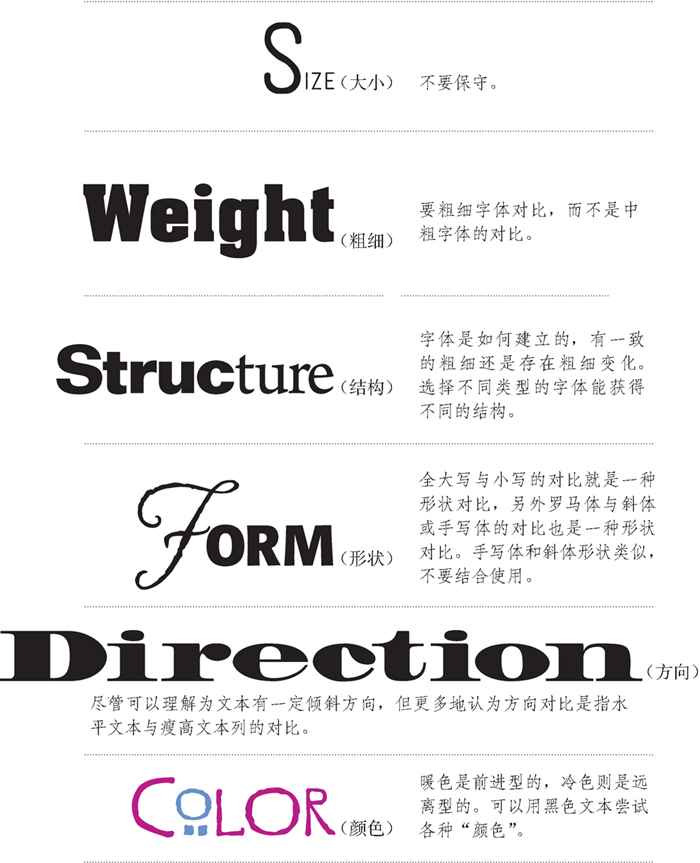 SIZE（大小） 不要保守。
Weight（粗细）
要粗细字体对比，而不是中
粗字体的对比。
Structure（结构）
字体是如何建立的，有一致
的粗细还是存在粗细变化。
选择不同类型的字体能获得
不同的结构。
FORM（形状）
全大写与小写的对比就是一种
形状对比，另外罗马体与斜体
或手写体的对比也是一种形状
对比。手写体和斜体形状类似，
不要结合使用。
Direction（方向）
尽管可以理解为文本有一定倾斜方向，但更多地认为方向对比是指水
平文本与瘦高文本列的对比。
COLOR（颜色）
暖色是前进型的，冷色则是远
离型的。可以用黑色文本尝试
各种“颜色”。